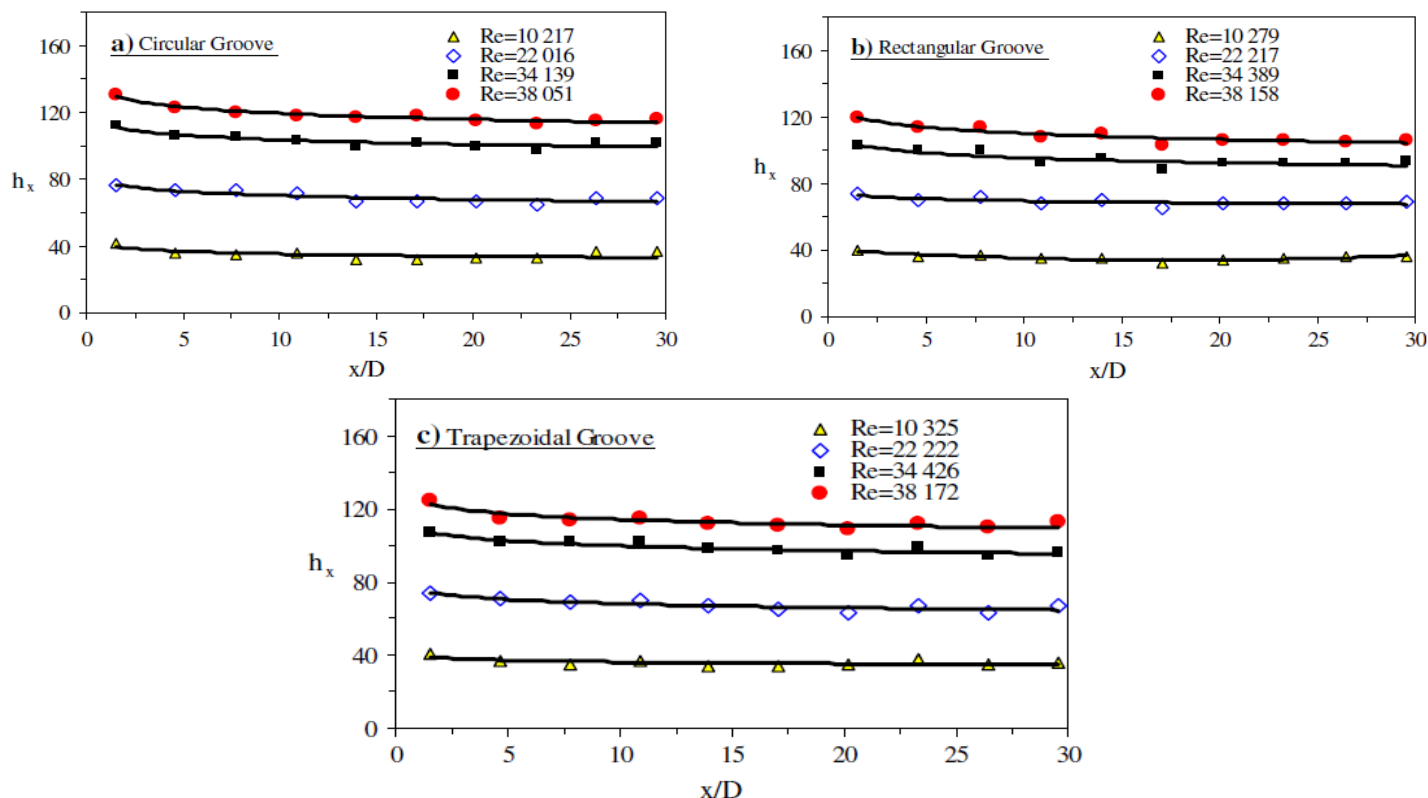 a) Circular Groove
Re=10 217
Re=22 016
Re=34 139
Re=38 051
160
120
80
40
0
hx
0 5 10 15 20 25 30
x/D
b) Rectangular Groove
Re=10 279
Re=22 217
Re=34 389
Re=38 158
160
120
80
40
0
hx
0 5 10 15 20 25 30
x/D
c) Trapezoidal Groove
Re=10 325
Re=22 222
Re=34 426
Re=38 172
160
120
80
40
0
hx
0 5 10 15 20 25 30
x/D